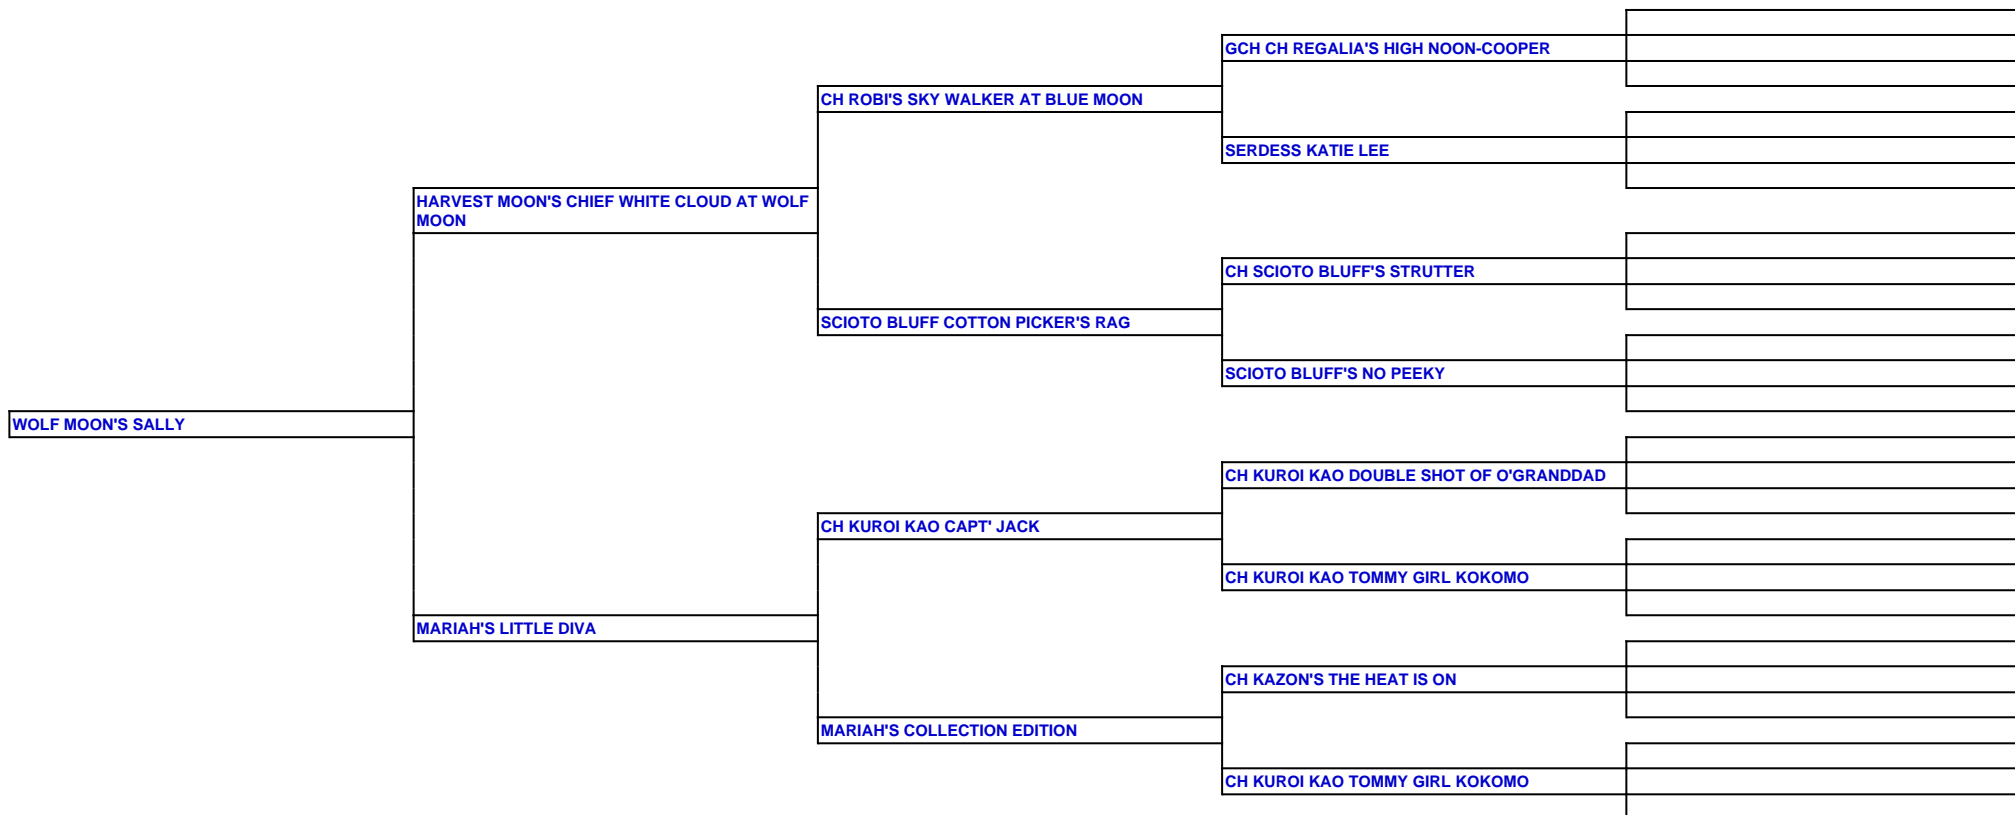 GCH CH REGALIA'S HIGH NOON-COOPER
CH ROBI'S SKY WALKER AT BLUE MOON
SERDESS KATIE LEE
HARVEST MOON'S CHIEF WHITE CLOUD AT WOLF
MOON
CH SCIOTO BLUFF'S STRUTTER
SCIOTO BLUFF COTTON PICKER'S RAG
SCIOTO BLUFF'S NO PEEKY
WOLF MOON'S SALLY
CH KUROI KAO DOUBLE SHOT OF O'GRANDDAD
CH KUROI KAO CAPT' JACK
CH KUROI KAO TOMMY GIRL KOKOMO
MARIAH'S LITTLE DIVA
CH KAZON'S THE HEAT IS ON
MARIAH'S COLLECTION EDITION
CH KUROI KAO TOMMY GIRL KOKOMO